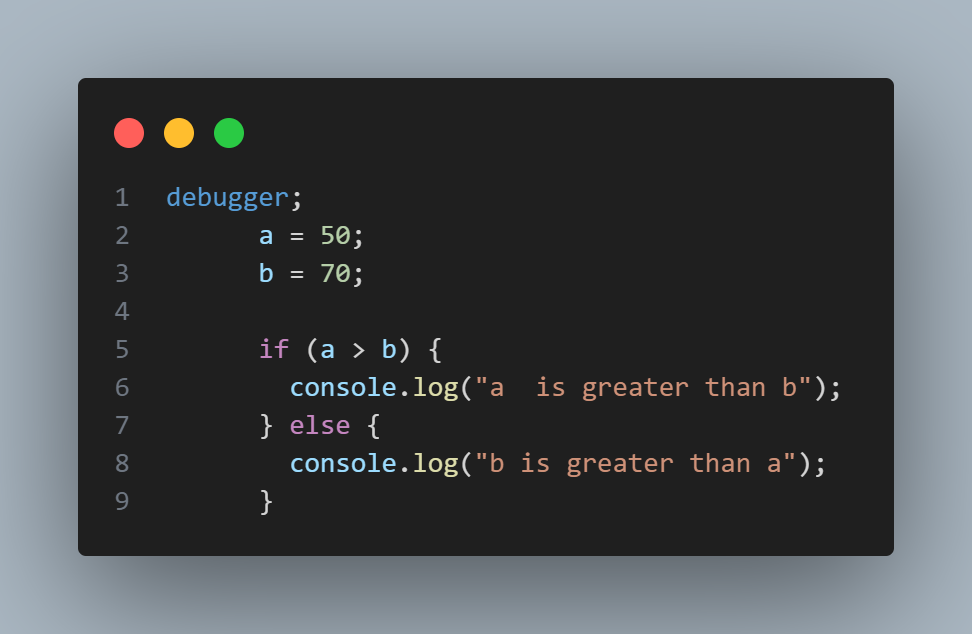 1 debugger;
2       a = 50;
3       b = 70;
4
5       if (a > b) {
6         console.log("a  is greater than b");
7       } else {
8         console.log("b is greater than a");
9       }